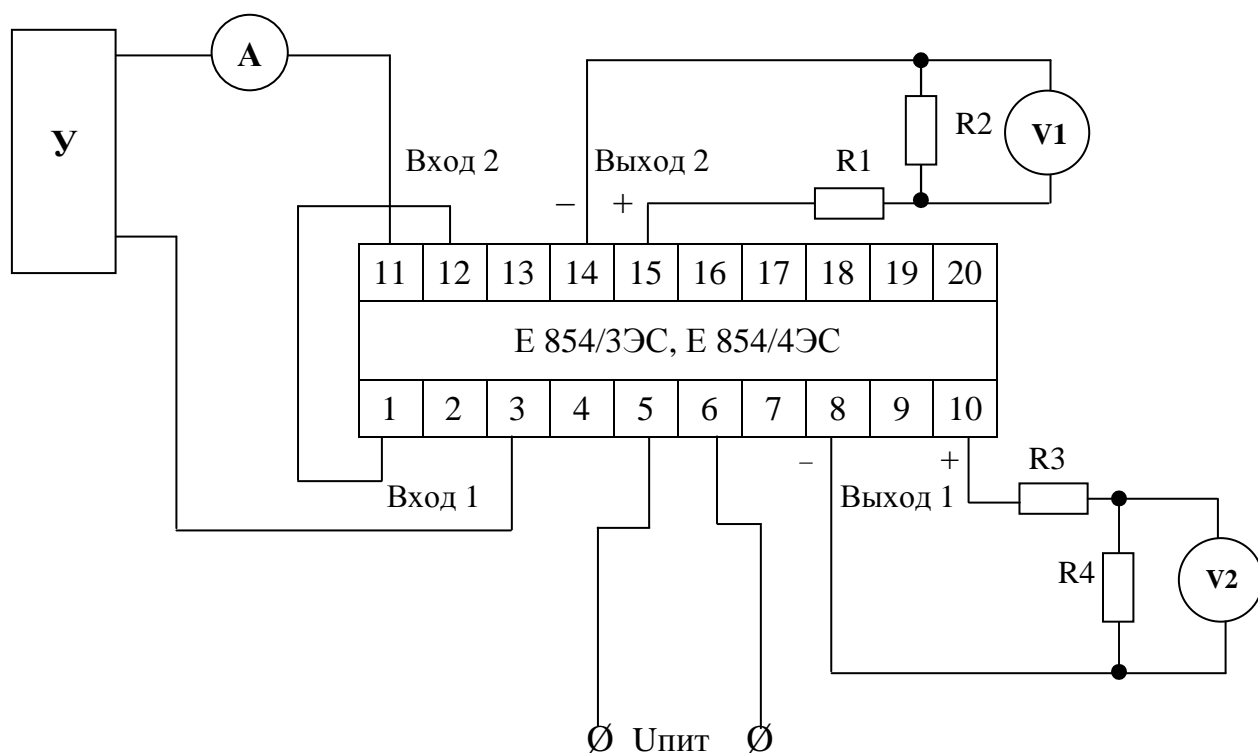 А
У
R2
V1
Вход 2
Выход 2
R1
– +
11 12 13 14 15 16 17 18 19 20
Е 854/3ЭС, Е 854/4ЭС
1 2 3 4 5 6 7 8 9 10
– +
R3
Вход 1
Выход 1
R4
V2
Ø Uпит Ø